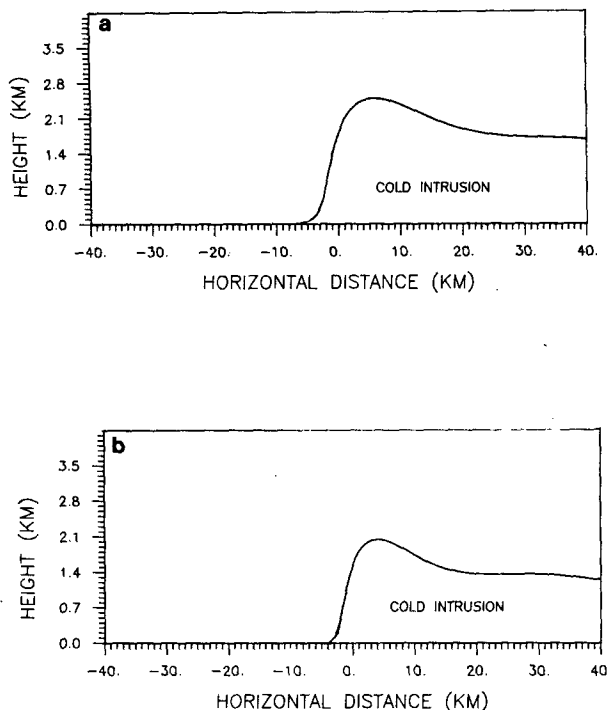 a
3.5
2.8
2.1
1.4
0.7
0.0
HEIGHT (KM)
COLD INTRUSION
-40. -30. -20. -10. 0. 10. 20. 30. 40.
HORIZONTAL DISTANCE (KM)
b
3.5
2.8
2.1
1.4
0.7
0.0
HEIGHT (KM)
COLD INTRUSION
-40. -30. -20. -10. 0. 10. 20. 30. 40
HORIZONTAL DISTANCE (KM)